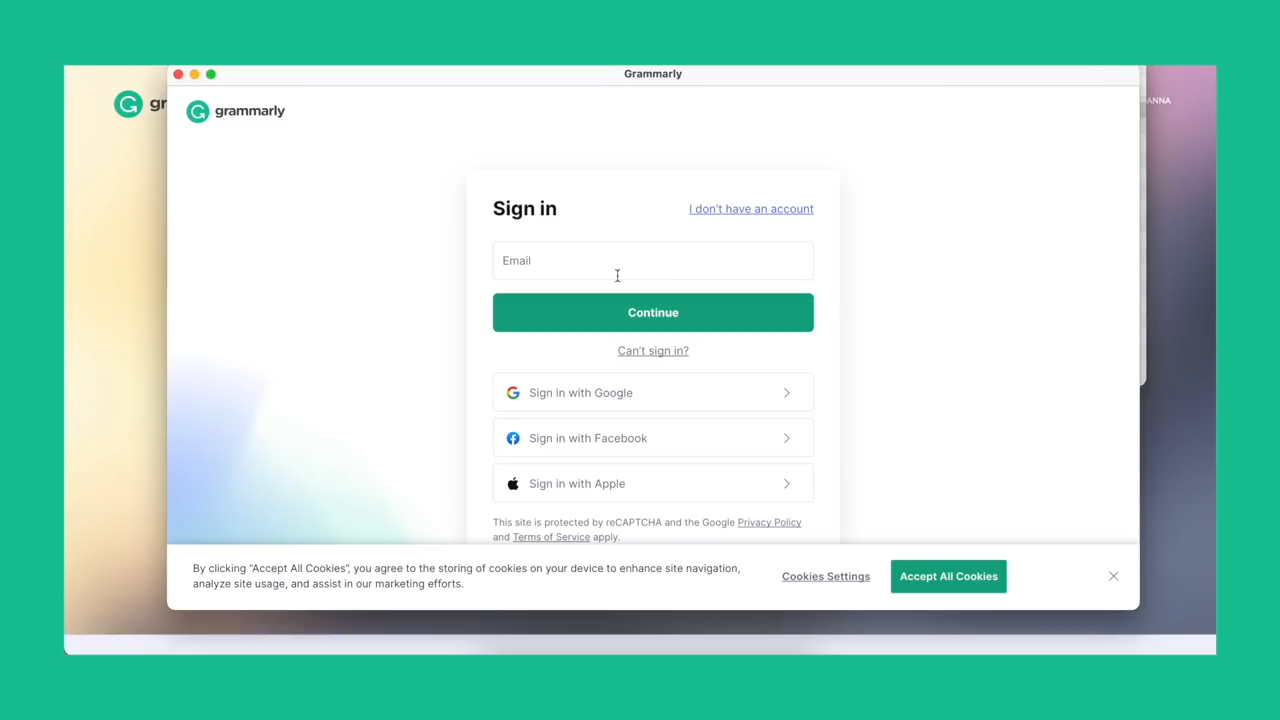 Grammarly
gr
ANNA
grammarly
Sign in
I don't have an account
Email
Continue
Can't sign in?
Sign in with Google
Sign in with Facebook
Sign in with Apple
This site is protected by reCAPTCHA and the Google Privacy Policy
and Terms of Service apply.
By clicking “Accept All Cookies”, you agree to the storing of cookies on your device to enhance site navigation,
analyze site usage, and assist in our marketing efforts.
Cookies Settings
Accept All Cookies